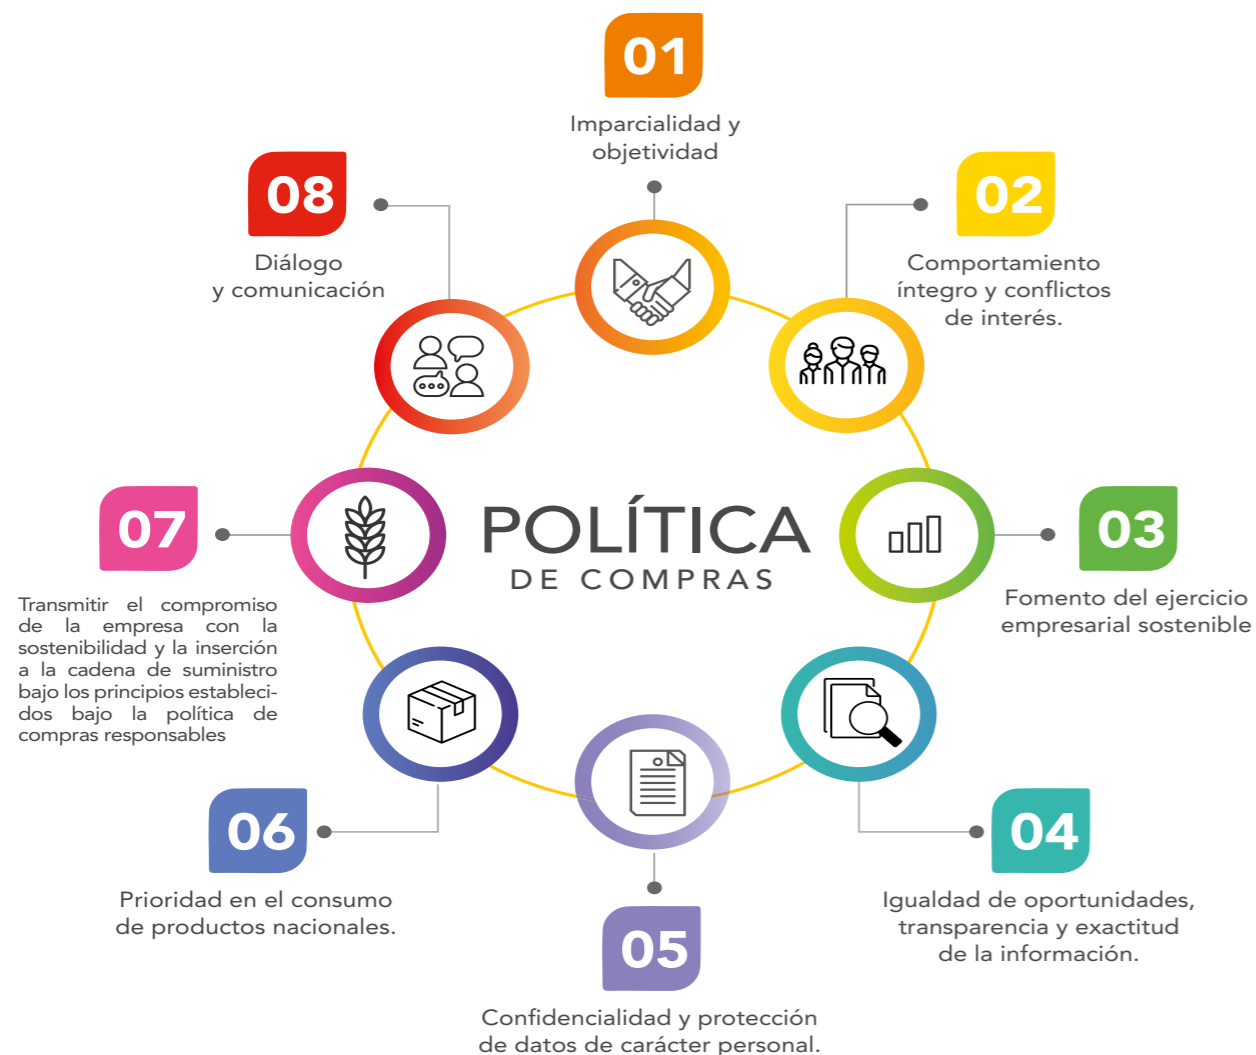 01
Imparcialidad y
objetividad
02
Comportamiento
íntegro y conflictos
de interés.
03
Fomento del ejercicio
empresarial sostenible
04
Igualdad de oportunidades,
transparencia y exactitud
de la información.
05
Confidencialidad y protección
de datos de carácter personal.
06
Prioridad en el consumo
de productos nacionales.
07
Transmitir el compromiso
de la empresa con la
sostenibilidad y la inserción
a la cadena de suministro
bajo los principios estableci-
dos bajo la política de
compras responsables
08
Diálogo
y comunicación
POLÍTICA
DE COMPRAS